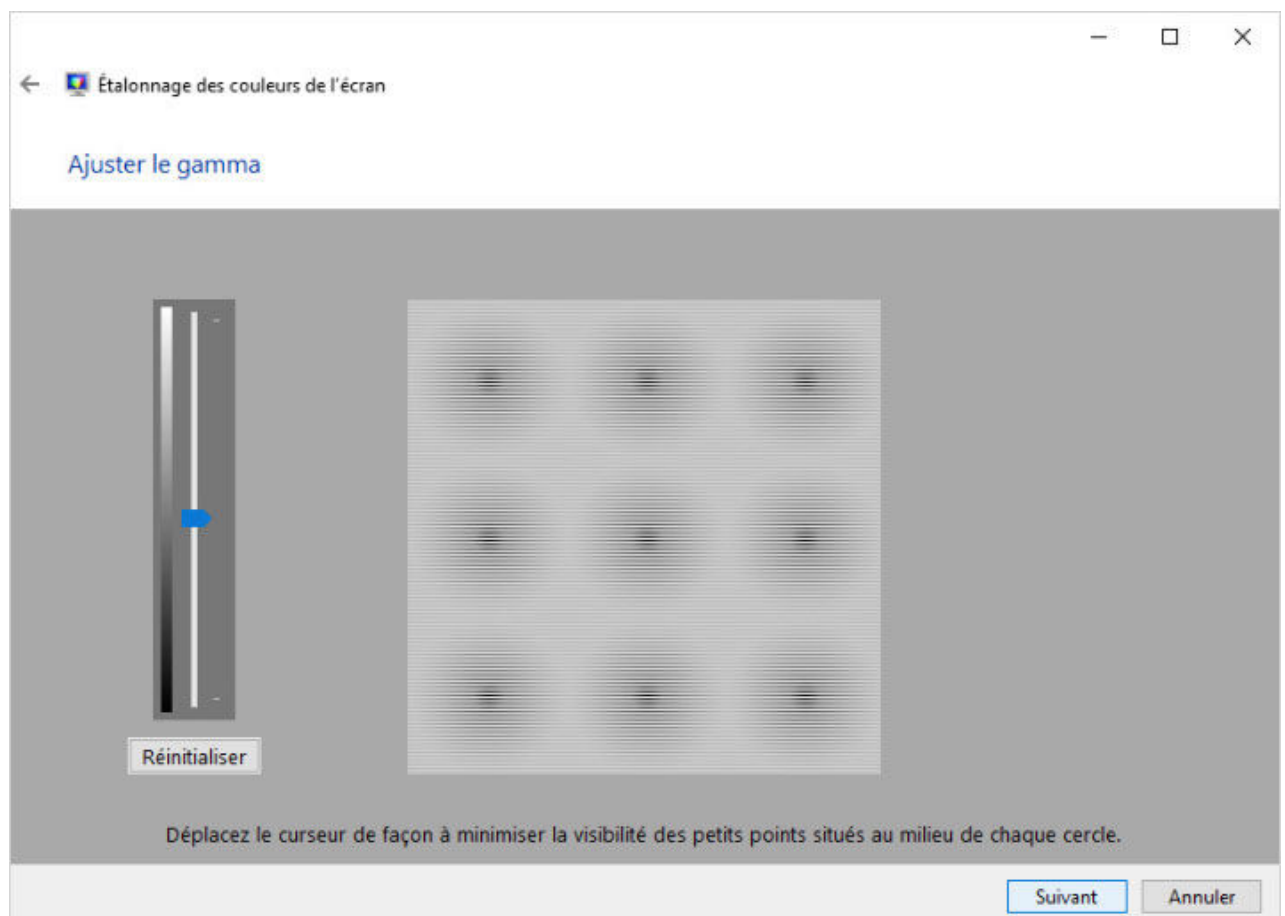 Étalonnage des couleurs de l'écran
Ajuster le gamma
Réinitialiser
Déplacez le curseur de façon à minimiser la visibilité des petits points situés au milieu de chaque cercle.
Suivant Annuler